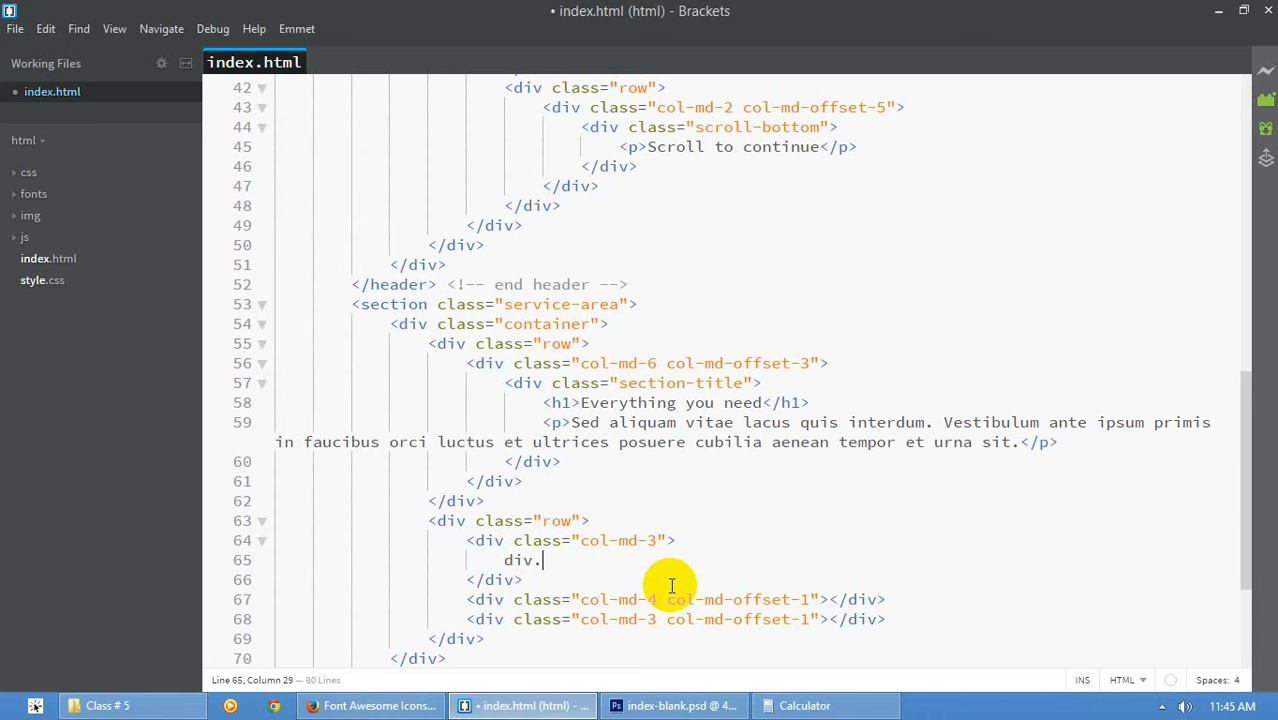 • index.html (html) - Brackets
File Edit Find View Navigate Debug Help Emmet
Working Files
• index.html
html
css
fonts
img
js
index.html
style.css
index.html
42 <div class="row">
43 <div class="col-md-2 col-md-offset-5">
44 <div class="scroll-bottom">
45 <p>Scroll to continue</p>
46 </div>
47 </div>
48 </div>
49 </div>
50 </div>
51 </div>
52 </header> <!-- end header -->
53 <section class="service-area">
54 <div class="container">
55 <div class="row">
56 <div class="col-md-6 col-md-offset-3">
57 <div class="section-title">
58 <h1>Everything you need</h1>
59 <p>Sed aliquam vitae lacus quis interdum. Vestibulum ante ipsum primis
in faucibus orci luctus et ultrices posuere cubilia aenean tempor et urna sit.</p>
60 </div>
61 </div>
62 </div>
63 <div class="row">
64 <div class="col-md-3">
65 div.
66 </div>
67 <div class="col-md-4 col-md-offset-1"></div>
68 <div class="col-md-3 col-md-offset-1"></div>
69 </div>
70 </div>
Line 65, Column 29 — 80 Lines
INS HTML Spaces: 4
Class # 5
Font Awesome Icons...
• index.html (html) - ...
index-blank.psd @ 4...
Calculator
11:45 AM